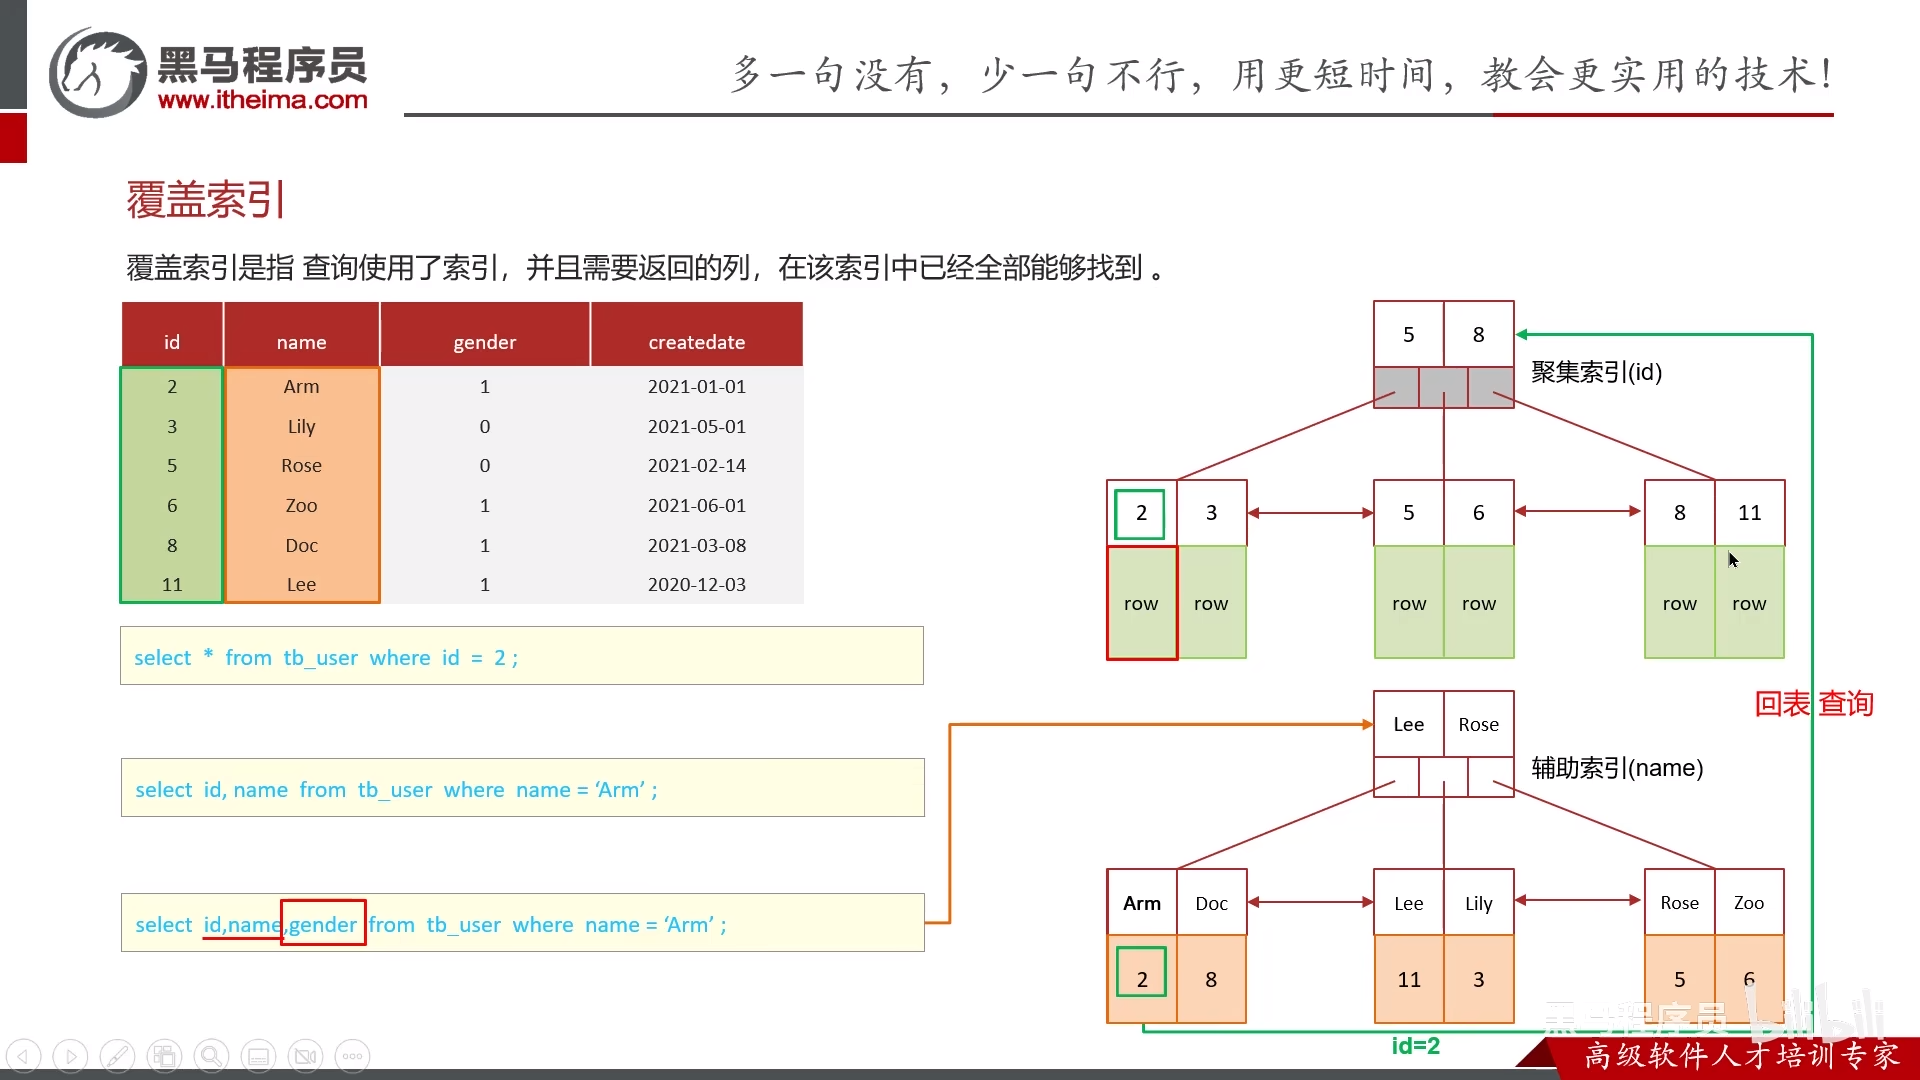 黑马程序员
www.itheima.com
多一句没有，少一句不行，用更短时间，教会更实用的技术！
覆盖索引
覆盖索引是指 查询使用了索引，并且需要返回的列，在该索引中已经全部能够找到 。
id name gender createdate
2 Arm 1 2021-01-01
3 Lily 0 2021-05-01
5 Rose 0 2021-02-14
6 Zoo 1 2021-06-01
8 Doc 1 2021-03-08
11 Lee 1 2020-12-03
select * from tb_user where id = 2 ;
select id, name from tb_user where name = ‘Arm’ ;
select id,name,gender from tb_user where name = ‘Arm’ ;
5 8
聚集索引(id)
2 3 5 6 8 11
row row row row row row
回表 查询
Lee Rose
辅助索引(name)
Arm Doc Lee Lily Rose Zoo
2 8 11 3 5 6
id=2
黑马程序员 bilibili
高级软件人才培训专家